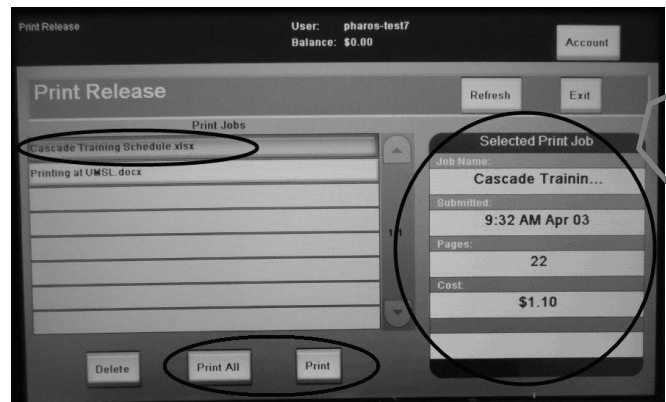 Print Release
User: pharos-test7
Balance: $0.00
Account
Print Release
Refresh
Exit
Print Jobs
Cascade Training Schedule.xlsx
Printing at UMSL.docx
1/1
Selected Print Job
Job Name:
Cascade Trainin...
Submitted:
9:32 AM Apr 03
Pages:
22
Cost:
$1.10
Delete
Print All
Print